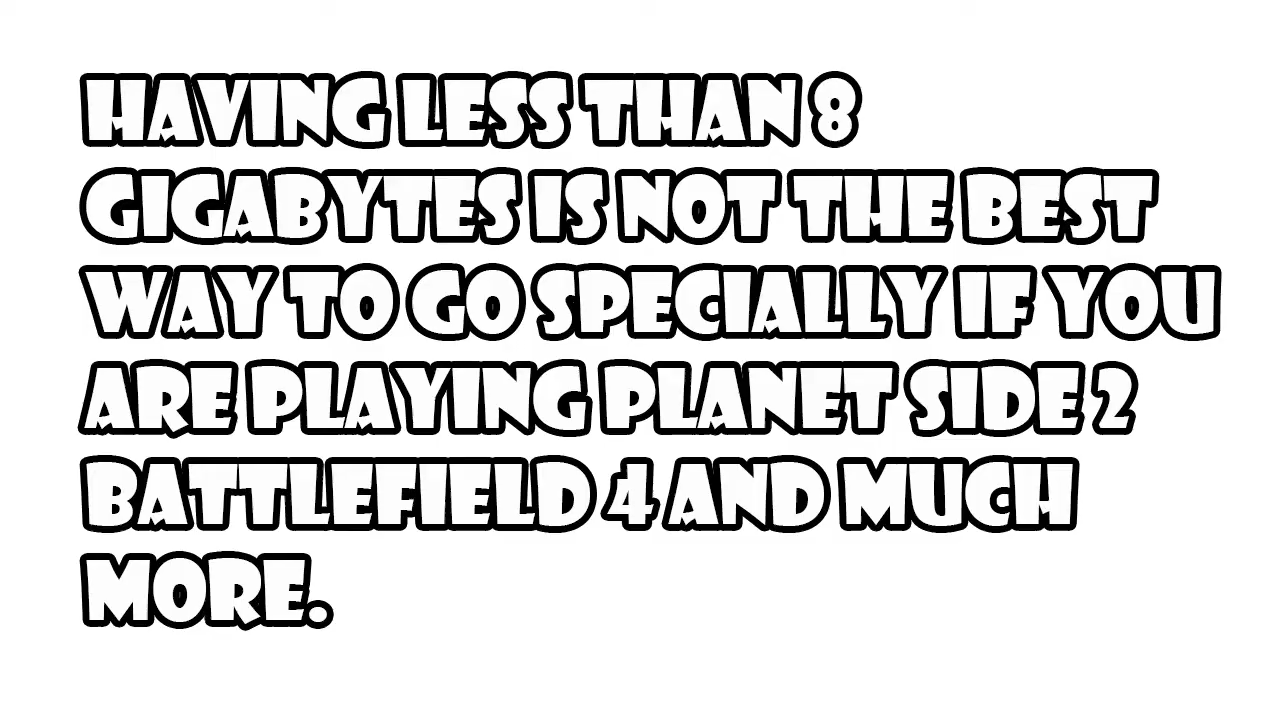 HAVING LESS THAN 8
GIGABYTES IS NOT THE BEST
WAY TO GO SPECIALLY IF YOU
ARE PLAYING PLANET SIDE 2
BATTLEFIELD 4 AND MUCH
MORE.